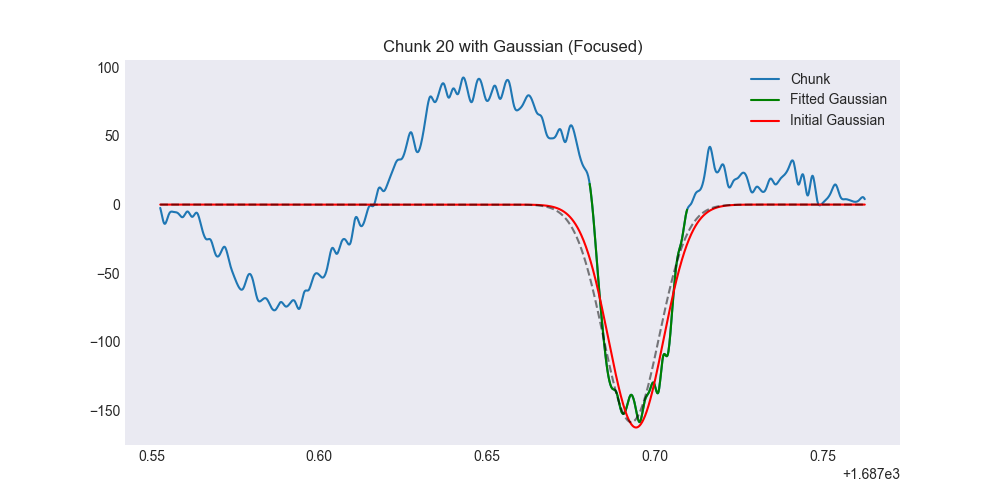 Chunk 20 with Gaussian (Focused)
100
50
0
−50
−100
−150
Chunk
Fitted Gaussian
Initial Gaussian
0.55 0.60 0.65 0.70 0.75
+1.687e3